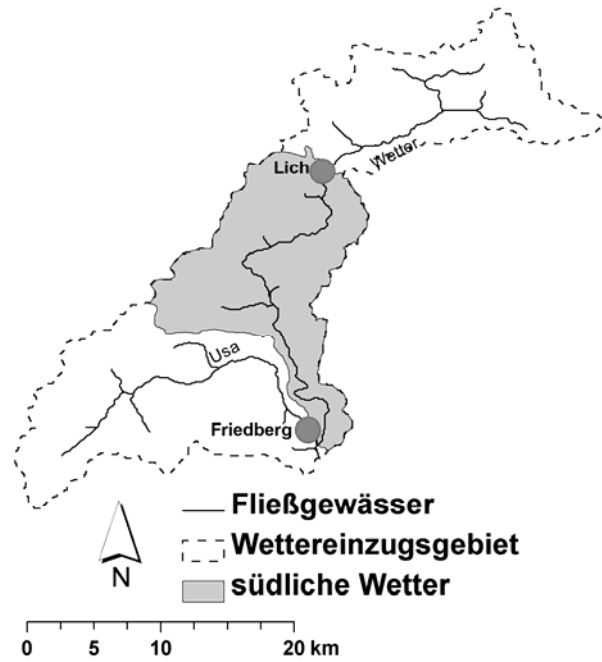 Wetter
Lich
Usa
Friedberg
Fließgewässer
Wettereinzugsgebiet
südliche Wetter
N
0 5 10 20 km